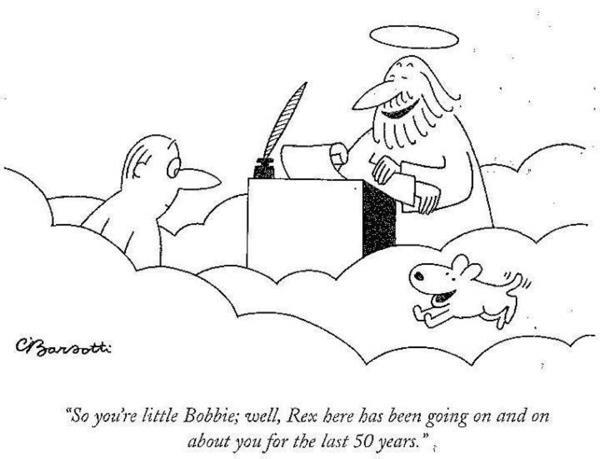 CBarsotti
"So you're little Bobbie; well, Rex here has been going on and on
about you for the last 50 years."